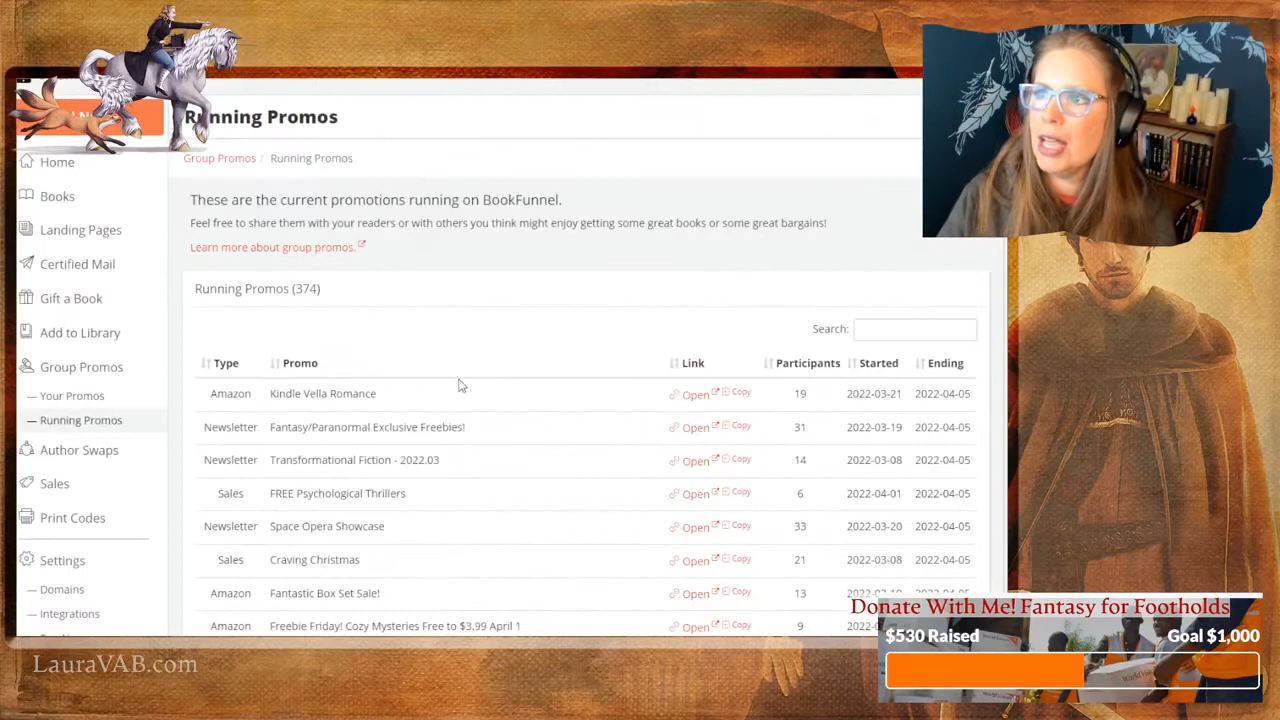 Running Promos
Group Promos / Running Promos
Home
Books
Landing Pages
Certified Mail
Gift a Book
Add to Library
Group Promos
— Your Promos
— Running Promos
Author Swaps
Sales
Print Codes
Settings
— Domains
— Integrations
These are the current promotions running on BookFunnel.
Feel free to share them with your readers or with others you think might enjoy getting some great books or some great bargains!
Learn more about group promos.
Running Promos (374)
Search:
Type Promo Link Participants Started Ending
Amazon Kindle Vella Romance Open Copy 19 2022-03-21 2022-04-05
Newsletter Fantasy/Paranormal Exclusive Freebies! Open Copy 31 2022-03-19 2022-04-05
Newsletter Transformational Fiction - 2022.03 Open Copy 14 2022-03-08 2022-04-05
Sales FREE Psychological Thrillers Open Copy 6 2022-04-01 2022-04-05
Newsletter Space Opera Showcase Open Copy 33 2022-03-20 2022-04-05
Sales Craving Christmas Open Copy 21 2022-03-08 2022-04-05
Amazon Fantastic Box Set Sale! Open Copy 13
Amazon Freebie Friday! Cozy Mysteries Free to $3.99 April 1 Open Copy 9
Donate With Me! Fantasy for Footholds
$530 Raised Goal $1,000
LauraVAB.com